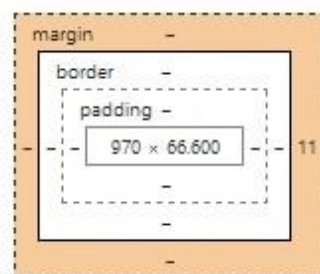 margin -
border -
padding -
- - - 970 × 66.600 - - 11
-
-
-